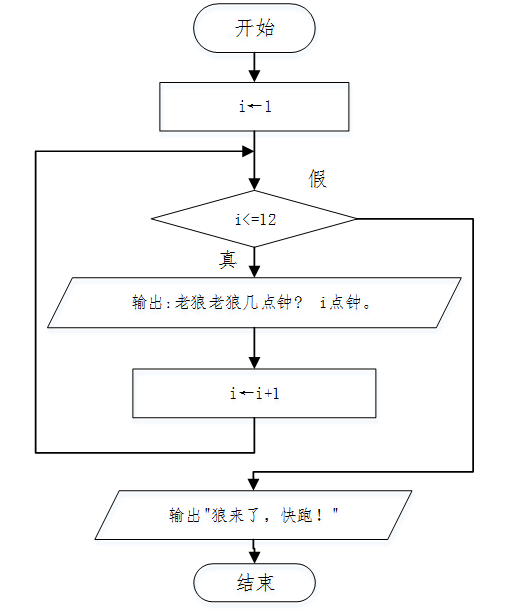 开始
i←1
假
i<=12
真
输出:老狼老狼几点钟? i点钟。
i←i+1
输出"狼来了，快跑！"
结束